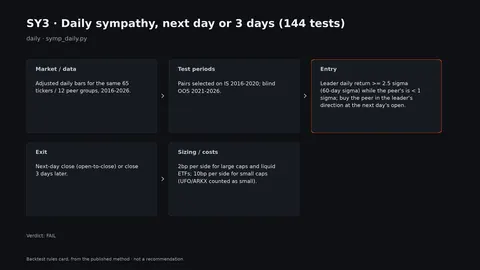 SY3 · Daily sympathy, next day or 3 days (144 tests)
daily · symp_daily.py
Market / data
Adjusted daily bars for the same 65
tickers / 12 peer groups, 2016-2026.
›
Test periods
Pairs selected on IS 2016-2020; blind
OOS 2021-2026.
›
Entry
Leader daily return >= 2.5 sigma
(60-day sigma) while the peer's is < 1
sigma; buy the peer in the leader's
direction at the next day's open.
Exit
Next-day close (open-to-close) or close
3 days later.
›
Sizing / costs
2bp per side for large caps and liquid
ETFs; 10bp per side for small caps
(UFO/ARKX counted as small).
Verdict: FAIL
Backtest rules card, from the published method · not a recommendation